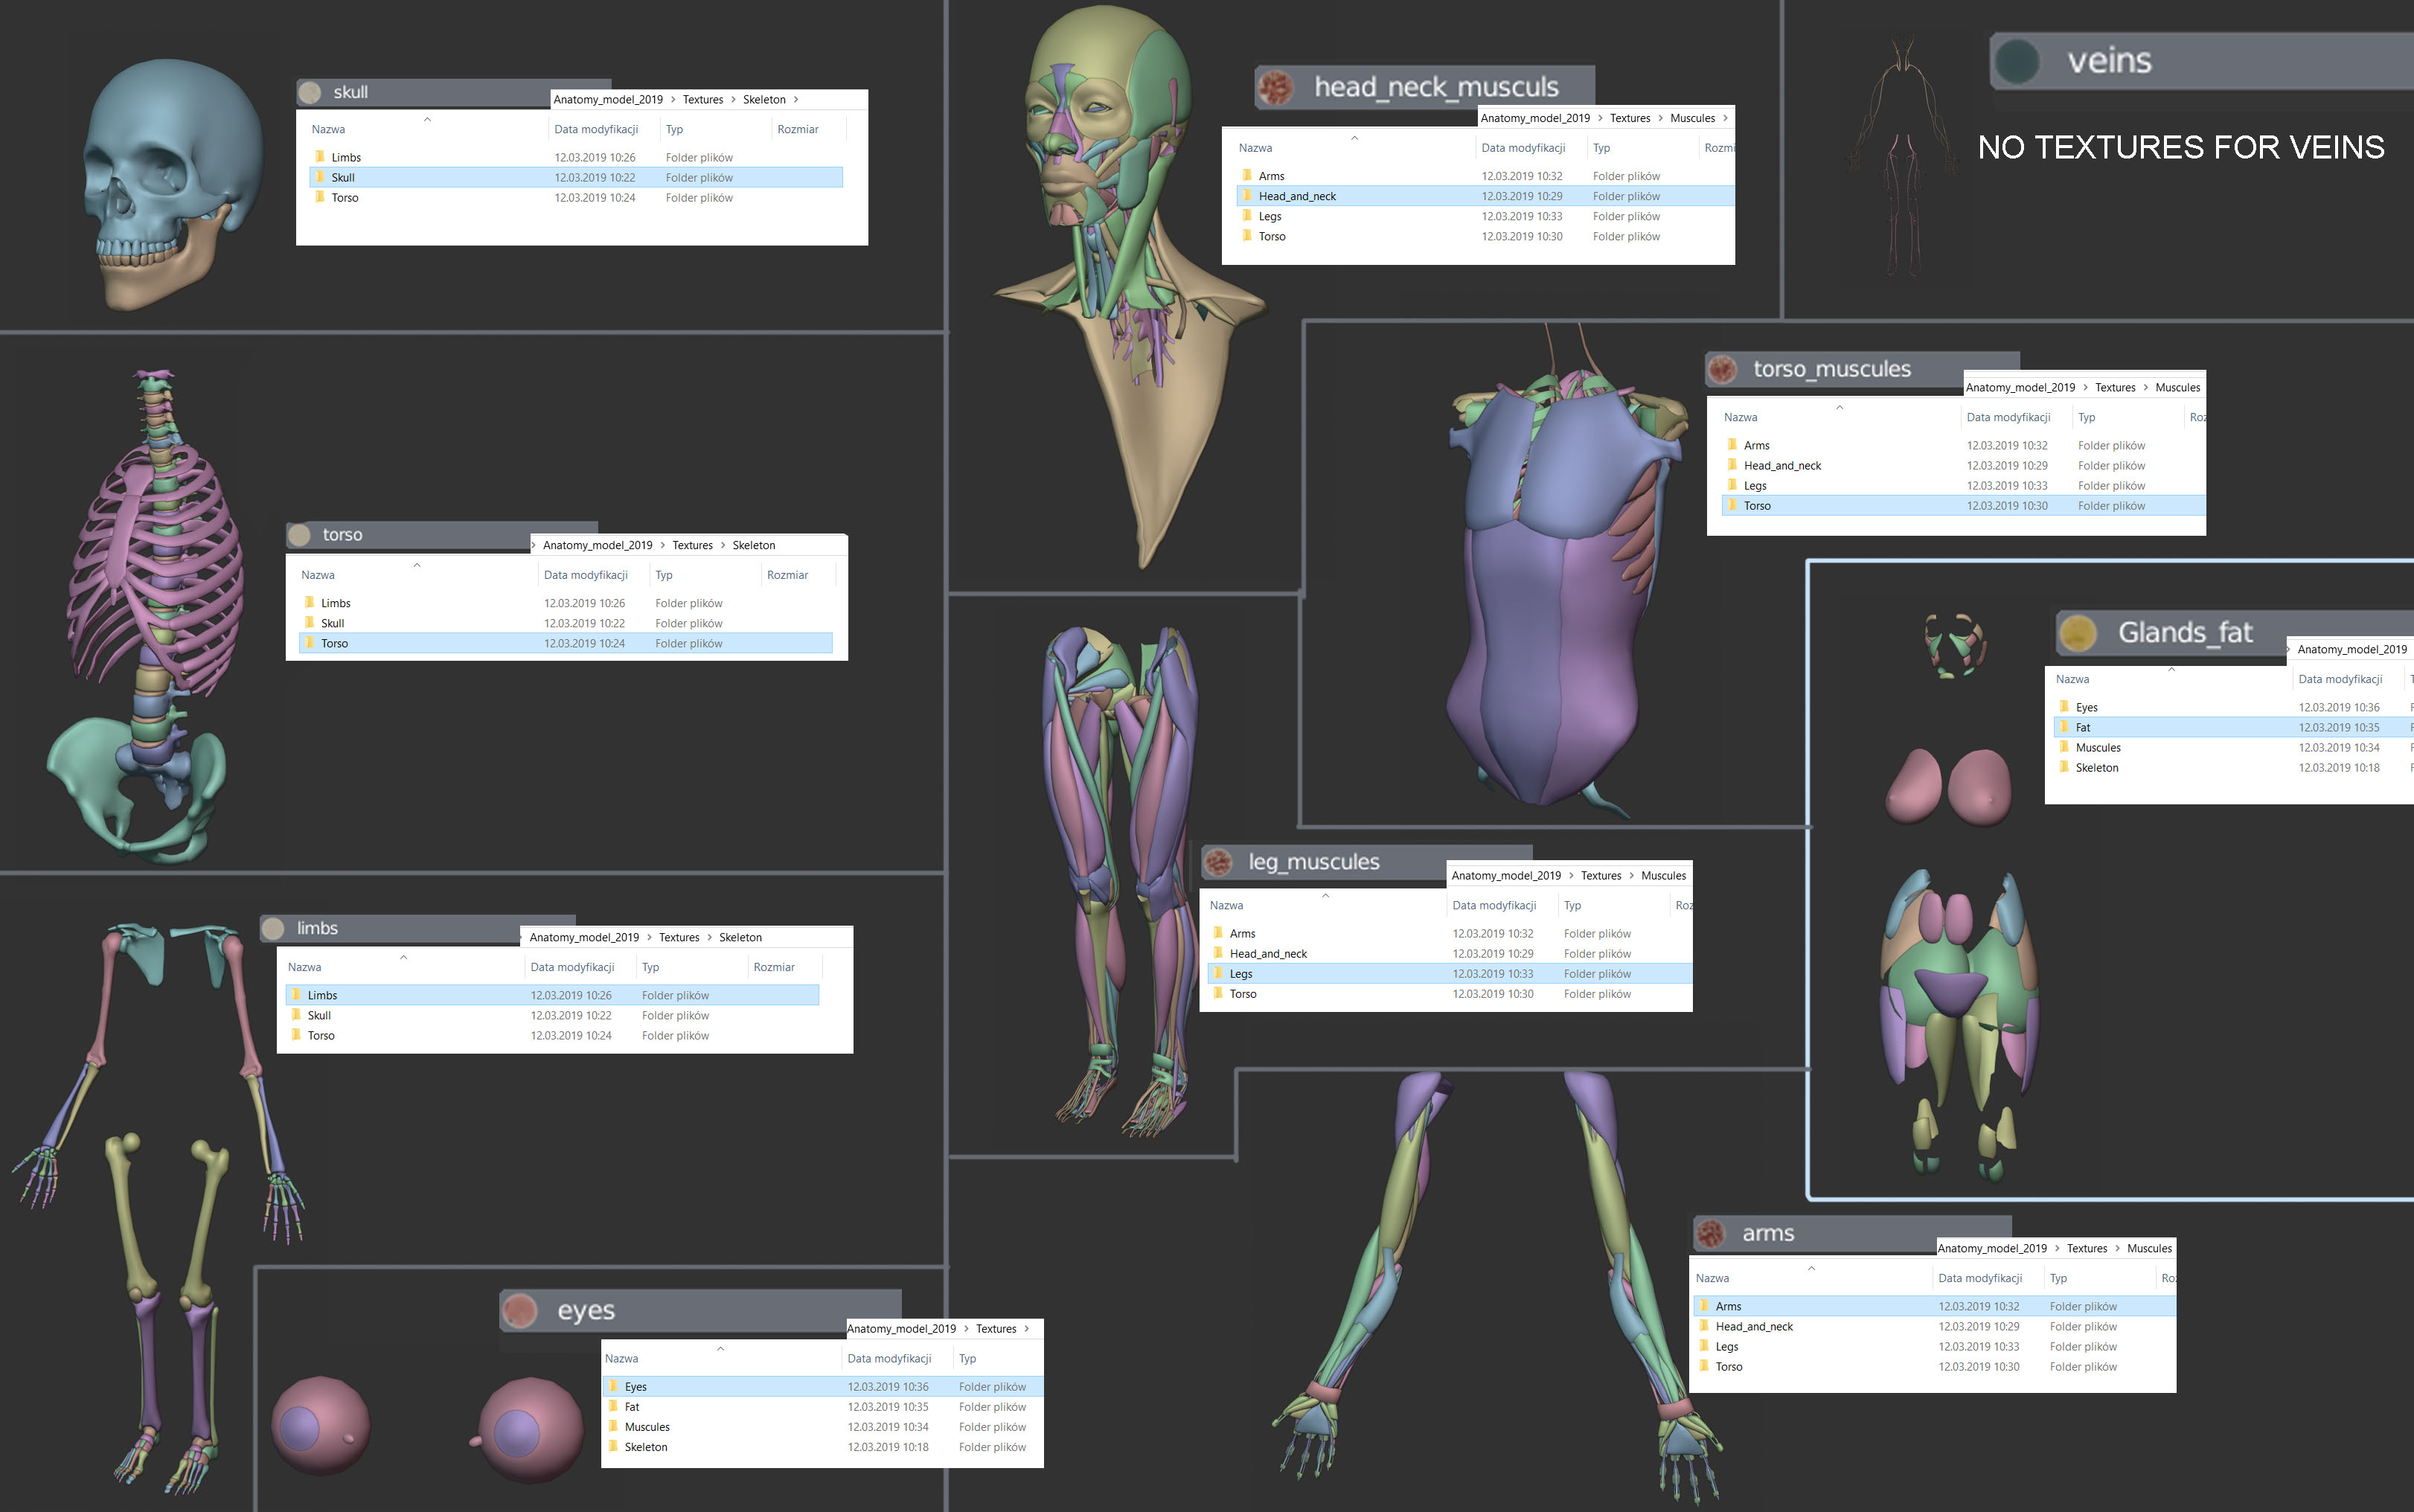 skull
Anatomy_model_2019 > Textures > Skeleton >
Nazwa Data modyfikacji Typ Rozmiar
Limbs 12.03.2019 10:26 Folder plików
Skull 12.03.2019 10:22 Folder plików
Torso 12.03.2019 10:24 Folder plików
head_neck_musculs
Anatomy_model_2019 > Textures > Muscules >
Nazwa Data modyfikacji Typ Rozmi
Arms 12.03.2019 10:32 Folder plików
Head_and_neck 12.03.2019 10:29 Folder plików
Legs 12.03.2019 10:33 Folder plików
Torso 12.03.2019 10:30 Folder plików
veins
NO TEXTURES FOR VEINS
torso
> Anatomy_model_2019 > Textures > Skeleton
Nazwa Data modyfikacji Typ Rozmiar
Limbs 12.03.2019 10:26 Folder plików
Skull 12.03.2019 10:22 Folder plików
Torso 12.03.2019 10:24 Folder plików
torso_muscules
Anatomy_model_2019 > Textures > Muscules
Nazwa Data modyfikacji Typ Roz
Arms 12.03.2019 10:32 Folder plików
Head_and_neck 12.03.2019 10:29 Folder plików
Legs 12.03.2019 10:33 Folder plików
Torso 12.03.2019 10:30 Folder plików
Glands_fat
> Anatomy_model_2019
Nazwa Data modyfikacji
Eyes 12.03.2019 10:36
Fat 12.03.2019 10:35
Muscules 12.03.2019 10:34
Skeleton 12.03.2019 10:18
leg_muscules
Anatomy_model_2019 > Textures > Muscules
Nazwa Data modyfikacji Typ Roz
Arms 12.03.2019 10:32 Folder plików
Head_and_neck 12.03.2019 10:29 Folder plików
Legs 12.03.2019 10:33 Folder plików
Torso 12.03.2019 10:30 Folder plików
limbs
Anatomy_model_2019 > Textures > Skeleton
Nazwa Data modyfikacji Typ Rozmiar
Limbs 12.03.2019 10:26 Folder plików
Skull 12.03.2019 10:22 Folder plików
Torso 12.03.2019 10:24 Folder plików
eyes
Anatomy_model_2019 > Textures >
Nazwa Data modyfikacji Typ
Eyes 12.03.2019 10:36 Folder plików
Fat 12.03.2019 10:35 Folder plików
Muscules 12.03.2019 10:34 Folder plików
Skeleton 12.03.2019 10:18 Folder plików
arms
Anatomy_model_2019 > Textures > Muscules
Nazwa Data modyfikacji Typ Ro
Arms 12.03.2019 10:32 Folder plików
Head_and_neck 12.03.2019 10:29 Folder plików
Legs 12.03.2019 10:33 Folder plików
Torso 12.03.2019 10:30 Folder plików